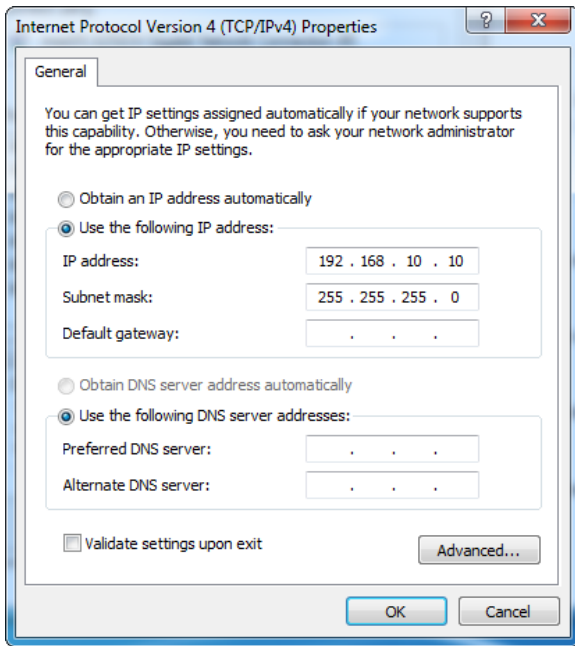 Internet Protocol Version 4 (TCP/IPv4) Properties
?
General
You can get IP settings assigned automatically if your network supports
this capability. Otherwise, you need to ask your network administrator
for the appropriate IP settings.
Obtain an IP address automatically
Use the following IP address:
IP address: 192 . 168 . 10 . 10
Subnet mask: 255 . 255 . 255 . 0
Default gateway: . . .
Obtain DNS server address automatically
Use the following DNS server addresses:
Preferred DNS server: . . .
Alternate DNS server: . . .
Validate settings upon exit
Advanced...
OK Cancel